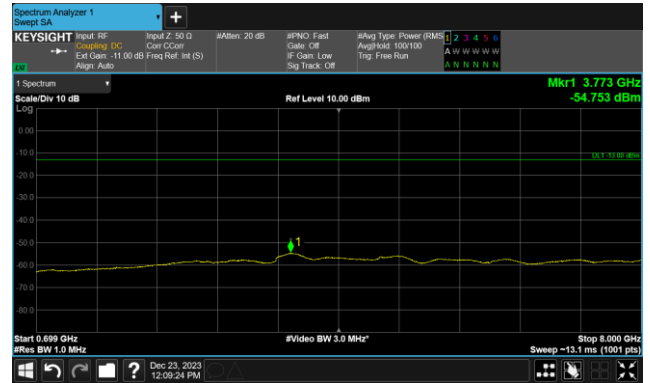 Spectrum Analyzer 1
Swept SA
KEYSIGHT
Input: RF
Coupling: DC
Ext Gain: -11.00 dB
Align: Auto
Input Z: 50 Ω
Corr CCorr
Freq Ref: Int (S)
#Atten: 20 dB
#PNO: Fast
Gate: Off
IF Gain: Low
Sig Track: Off
#Avg Type: Power (RMS
Avg|Hold: 100/100
Trig: Free Run
1 2 3 4 5 6
A W W W W W
A N N N N N
LXI
1 Spectrum
Scale/Div 10 dB
Ref Level 10.00 dBm
Mkr1 3.773 GHz
-54.753 dBm
Log
0.00
-10.0
DL1 -13.00 dBm
-20.0
-30.0
-40.0
-50.0
1
-60.0
-70.0
-80.0
Start 0.699 GHz
#Res BW 1.0 MHz
#Video BW 3.0 MHz*
Stop 8.000 GHz
Sweep ~13.1 ms (1001 pts)
?
Dec 23, 2023
12:09:24 PM